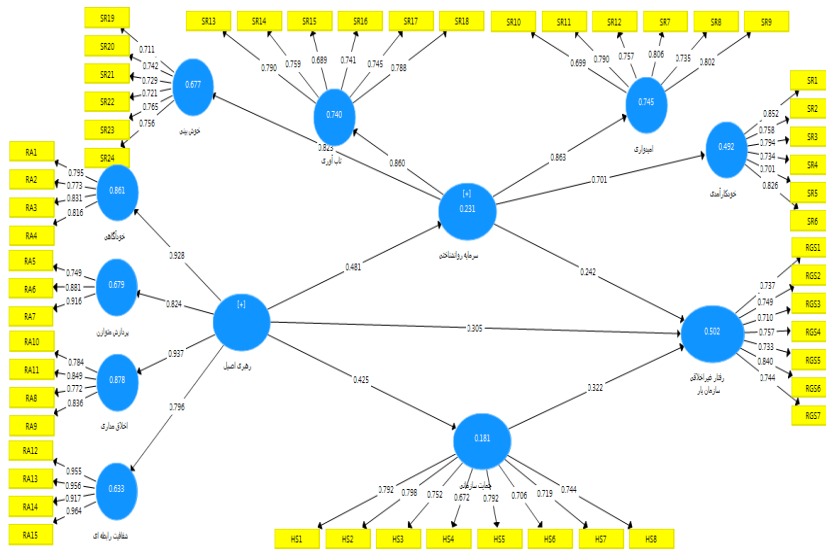 SR19
SR20
SR21
SR22
SR23
SR24
0.711
0.742
0.729
0.721
0.765
0.756
0.677
خوش بینی
SR13
SR14
SR15
SR16
SR17
SR18
0.790
0.759
0.689
0.741
0.745
0.788
0.740
تاب آوری
SR10
SR11
SR12
SR7
SR8
SR9
0.699
0.790
0.757
0.806
0.735
0.802
0.745
امیدواری
SR1
SR2
SR3
SR4
SR5
SR6
0.852
0.758
0.794
0.734
0.701
0.826
0.492
خودکارآمدی
0.823
0.860
0.863
0.701
[+]
0.231
سرمایه روانشناختی
RA1
RA2
RA3
RA4
0.795
0.773
0.831
0.816
0.861
خودآگاهی
RA5
RA6
RA7
0.749
0.881
0.916
0.679
پردازش متوازن
RA10
RA11
RA8
RA9
0.784
0.849
0.772
0.836
0.878
اخلاق مداری
RA12
RA13
RA14
RA15
0.955
0.956
0.917
0.964
0.633
شفافیت رابطه ای
0.928
0.824
0.937
0.796
[+]
رهبری اصیل
0.481
0.305
0.425
0.242
0.322
RGS1
RGS2
RGS3
RGS4
RGS5
RGS6
RGS7
0.737
0.749
0.710
0.757
0.733
0.840
0.744
0.502
رفتار غیراخلاقی
سازمان یار
0.181
حمایت سازمانی
0.792
0.798
0.752
0.672
0.792
0.706
0.719
0.744
HS1
HS2
HS3
HS4
HS5
HS6
HS7
HS8